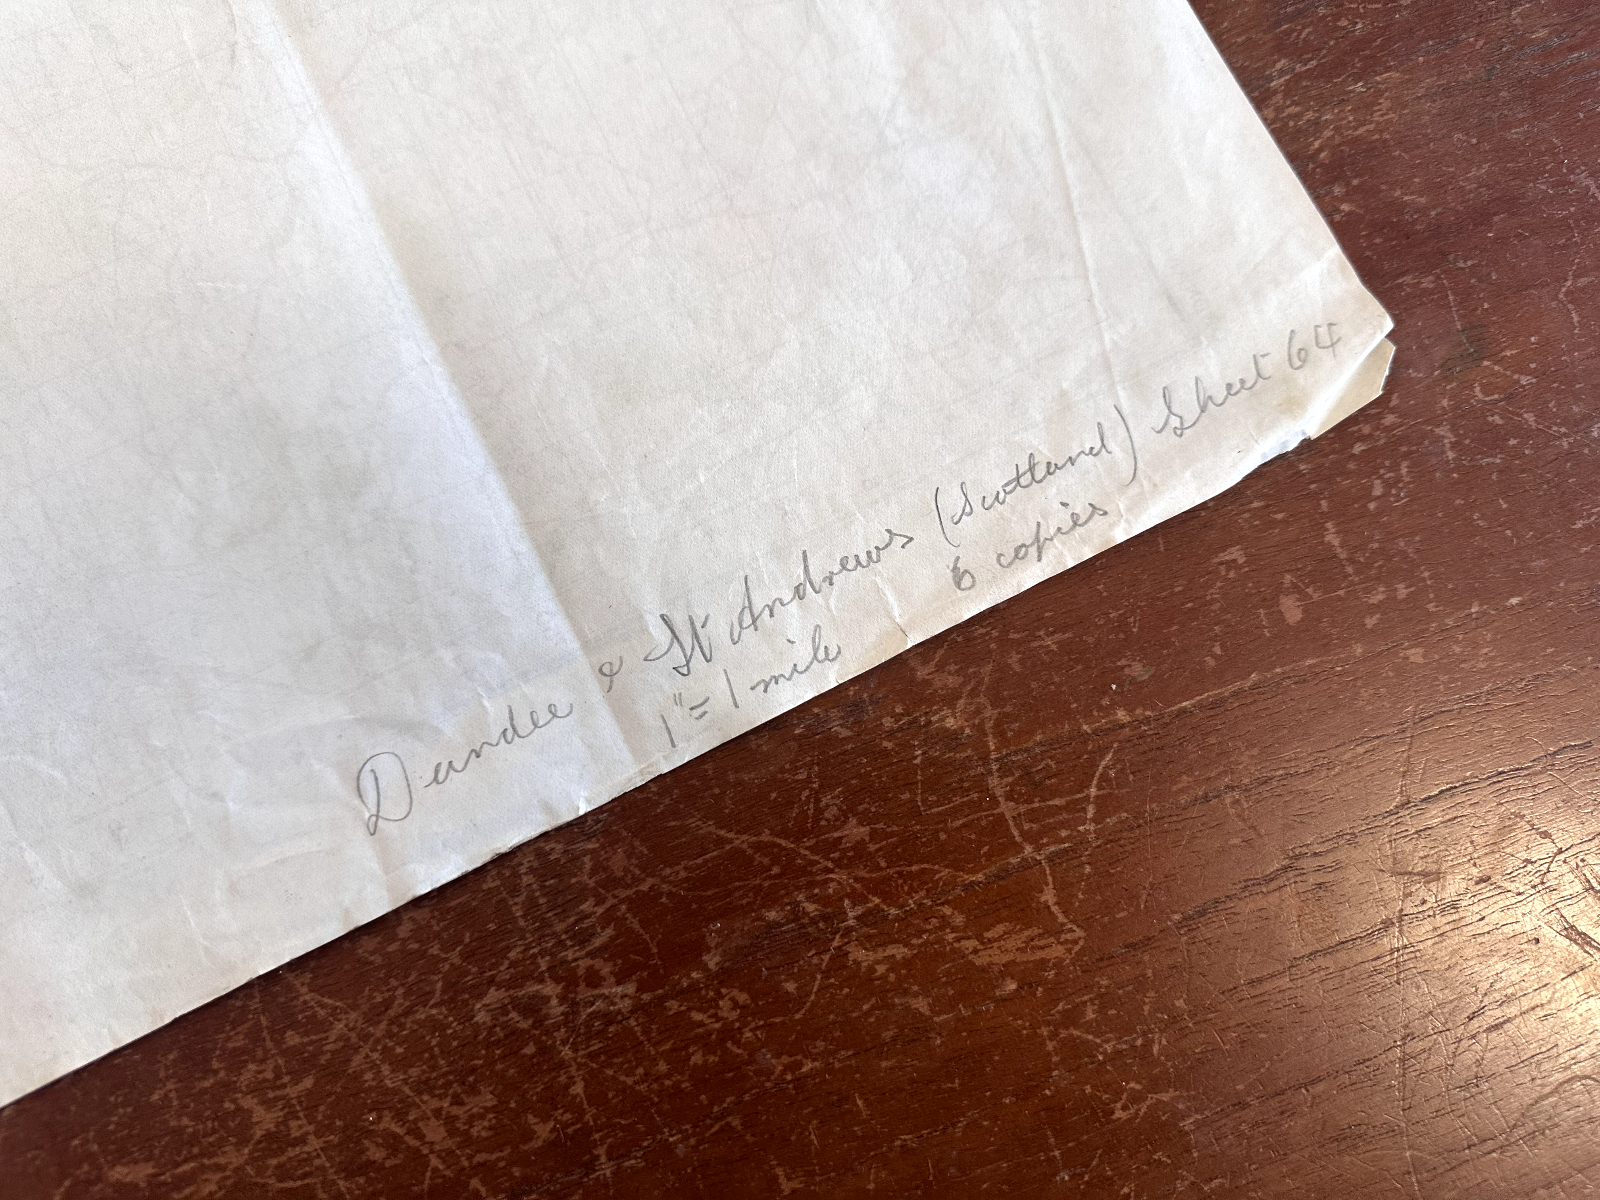 Dundee & St Andrews (Scotland) Sheet 64
1" = 1 mile 6 copies